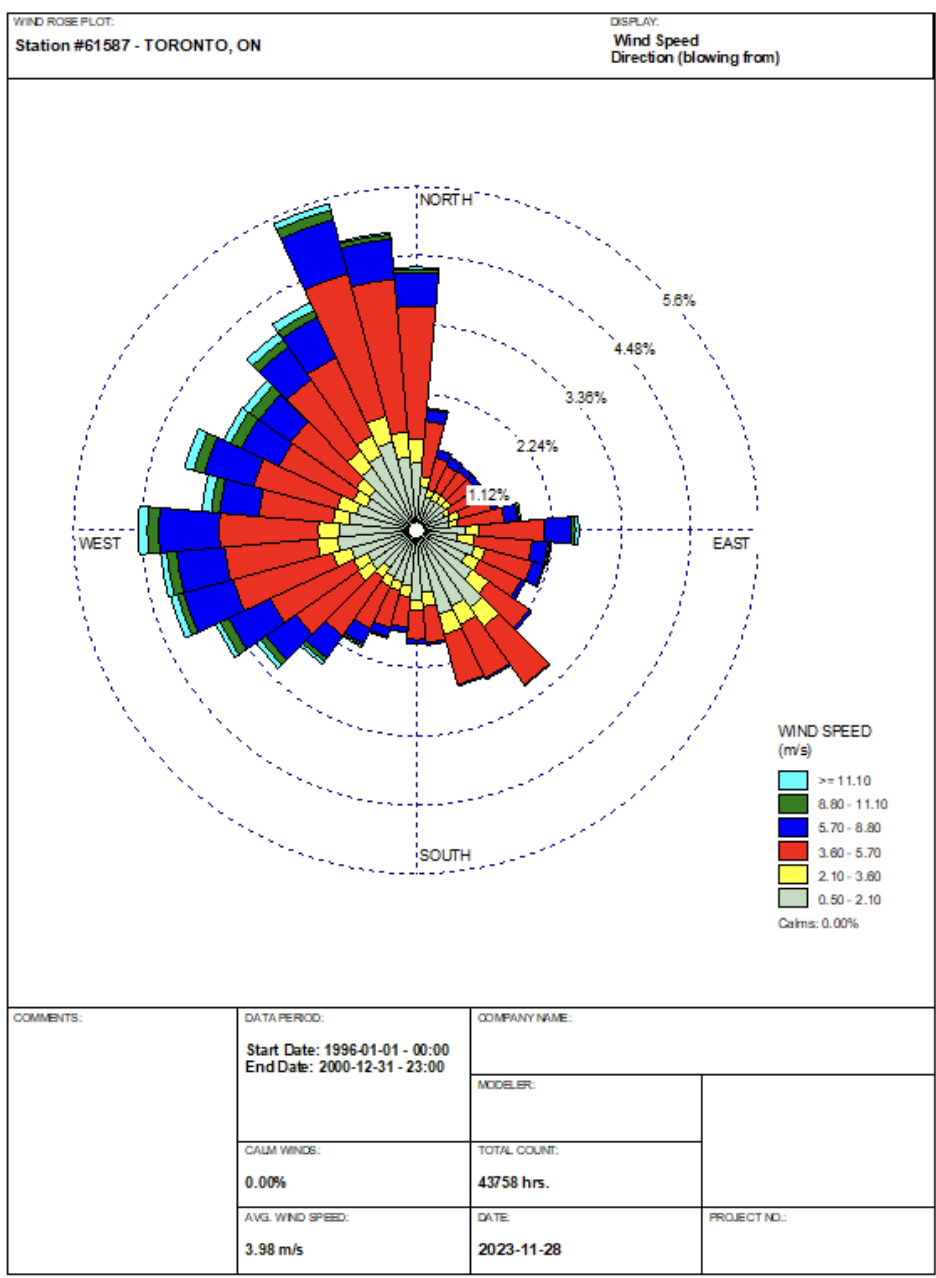 WIND ROSE PLOT:
Station #61587 - TORONTO, ON
DISPLAY:
Wind Speed
Direction (blowing from)
NORTH
5.6%
4.48%
3.36%
2.24%
1.12%
WEST
EAST
SOUTH
WIND SPEED
(m/s)
>= 11.10
8.80 - 11.10
5.70 - 8.80
3.60 - 5.70
2.10 - 3.60
0.50 - 2.10
Calms: 0.00%
COMMENTS:
DATA PERIOD:
Start Date: 1996-01-01 - 00:00
End Date: 2000-12-31 - 23:00
COMPANY NAME:
MODELER:
CALM WINDS:
0.00%
TOTAL COUNT:
43758 hrs.
AVG. WIND SPEED:
3.98 m/s
DATE:
2023-11-28
PROJECT NO.: